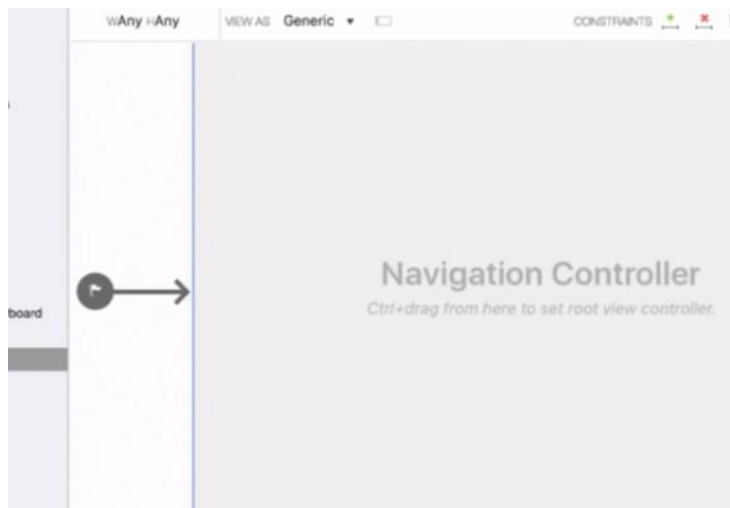 wAny hAny VIEW AS Generic CONSTRAINTS
Navigation Controller
Ctrl+drag from here to set root view controller.
board